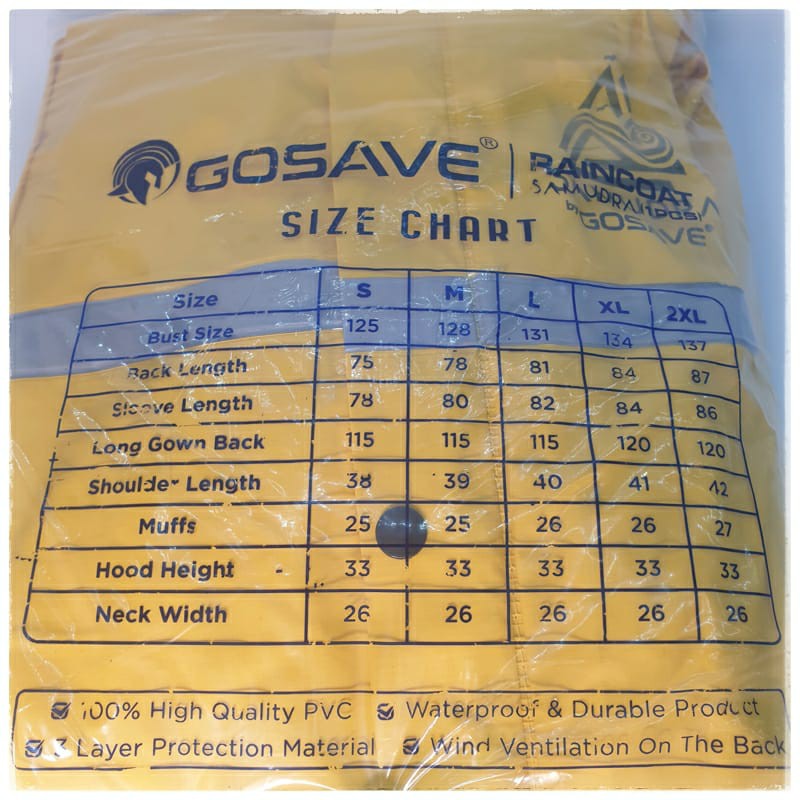 GOSAVE® | RAINCOAT
SAMUDRA (1PCS)
by GOSAVE®
SIZE CHART
Size S M L XL 2XL
Bust Size 125 128 131 134 137
Back Length 75 78 81 84 87
Sleeve Length 78 80 82 84 86
Long Gown Back 115 115 115 120 120
Shoulder Length 38 39 40 41 42
Muffs 25 25 26 26 27
Hood Height 33 33 33 33 33
Neck Width 26 26 26 26 26
100% High Quality PVC Waterproof & Durable Product
3 Layer Protection Material Wind Ventilation On The Back